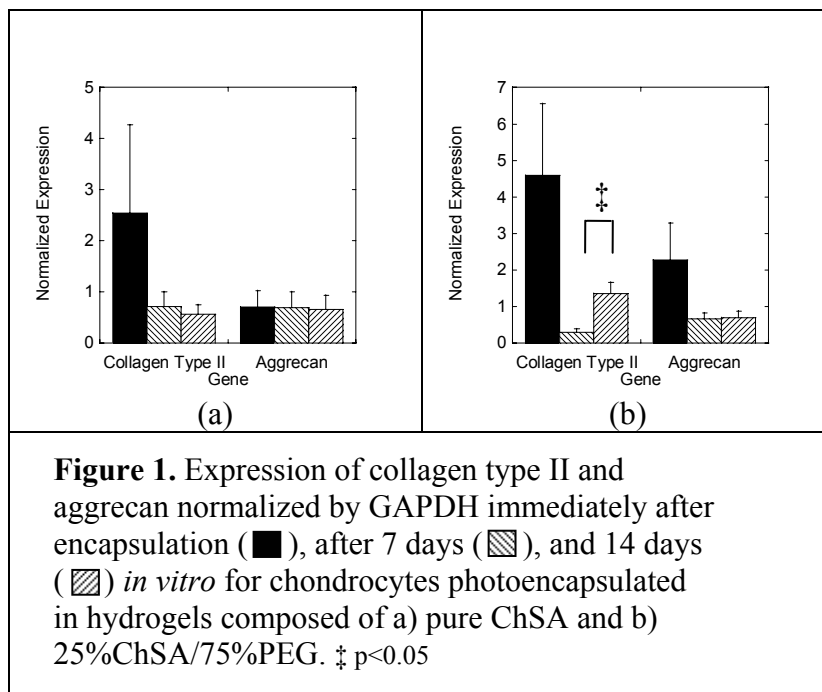 5
4
3
2
1
0
Normalized Expression
Collagen Type II Aggrecan
Gene
(a)
7
6
5
4
3
2
1
0
Normalized Expression
‡
Collagen Type II Aggrecan
Gene
(b)
Figure 1. Expression of collagen type II and
aggrecan normalized by GAPDH immediately after
encapsulation (■), after 7 days (▧), and 14 days
(▨) in vitro for chondrocytes photoencapsulated
in hydrogels composed of a) pure ChSA and b)
25%ChSA/75%PEG. ‡ p<0.05